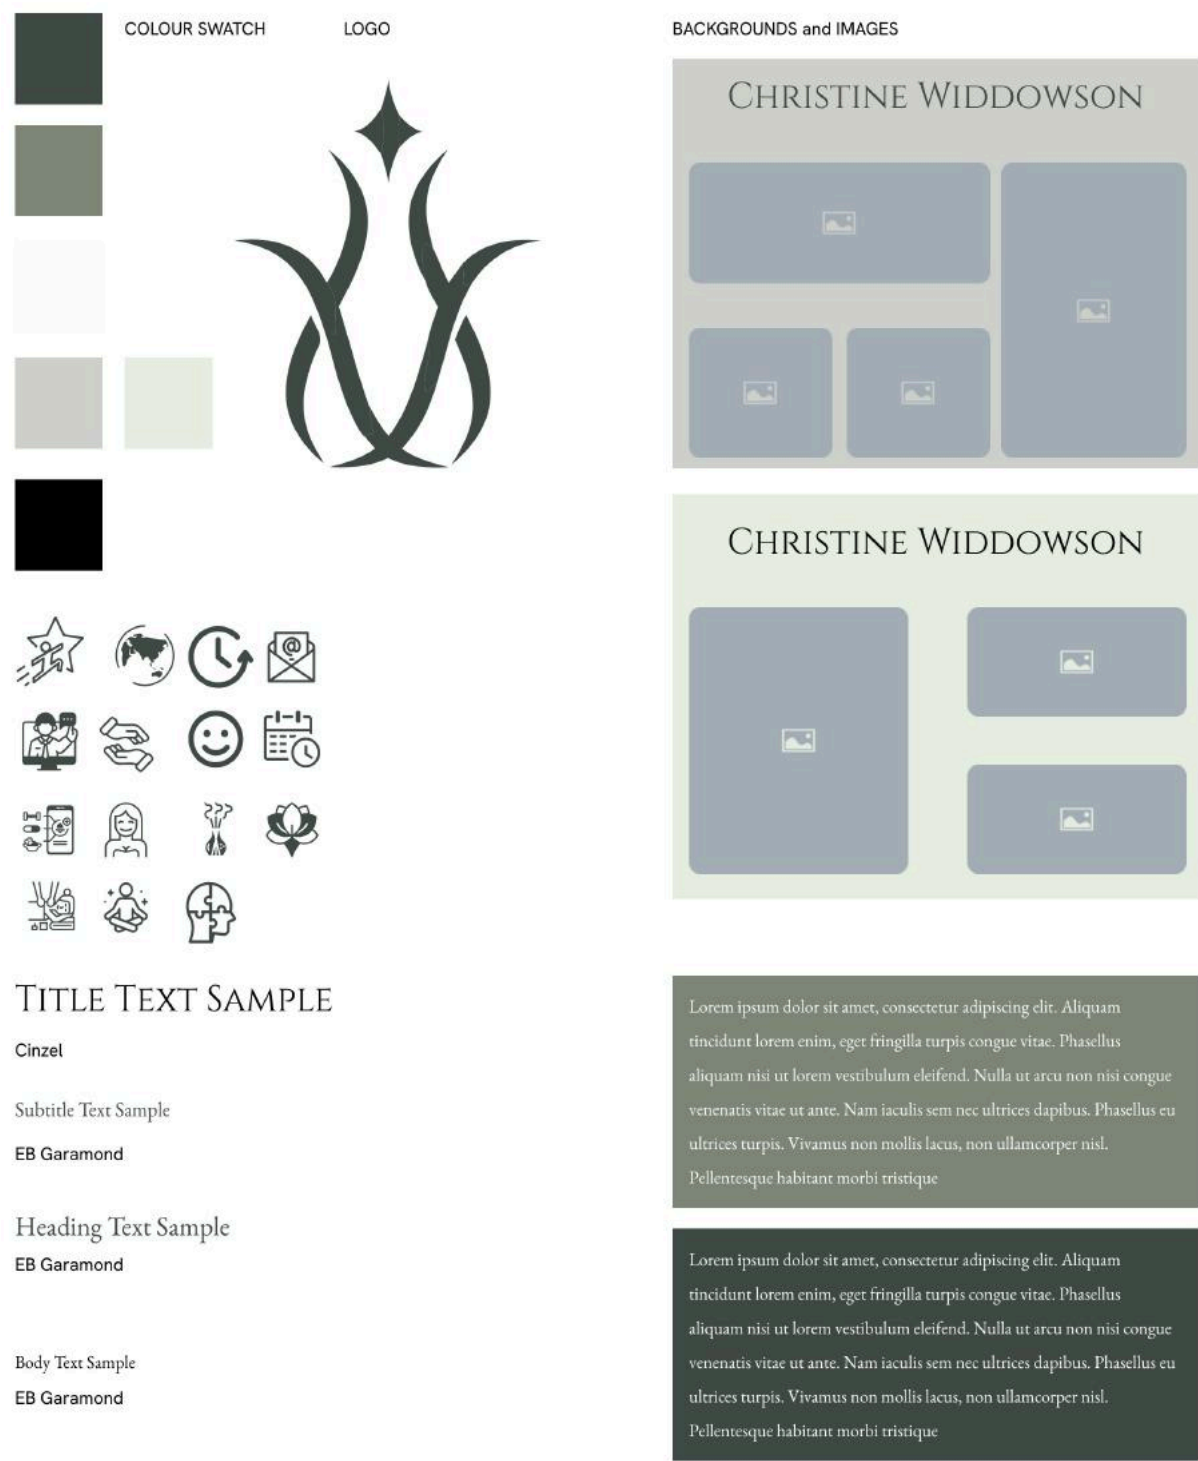 COLOUR SWATCH
LOGO
BACKGROUNDS and IMAGES
CHRISTINE WIDDOWSON
CHRISTINE WIDDOWSON
@
TITLE TEXT SAMPLE
Cinzel
Subtitle Text Sample
EB Garamond
Heading Text Sample
EB Garamond
Body Text Sample
EB Garamond
Lorem ipsum dolor sit amet, consectetur adipiscing elit. Aliquam
tincidunt lorem enim, eget fringilla turpis congue vitae. Phasellus
aliquam nisi ut lorem vestibulum eleifend. Nulla ut arcu non nisi congue
venenatis vitae ut ante. Nam iaculis sem nec ultrices dapibus. Phasellus eu
ultrices turpis. Vivamus non mollis lacus, non ullamcorper nisl.
Pellentesque habitant morbi tristique
Lorem ipsum dolor sit amet, consectetur adipiscing elit. Aliquam
tincidunt lorem enim, eget fringilla turpis congue vitae. Phasellus
aliquam nisi ut lorem vestibulum eleifend. Nulla ut arcu non nisi congue
venenatis vitae ut ante. Nam iaculis sem nec ultrices dapibus. Phasellus eu
ultrices turpis. Vivamus non mollis lacus, non ullamcorper nisl.
Pellentesque habitant morbi tristique